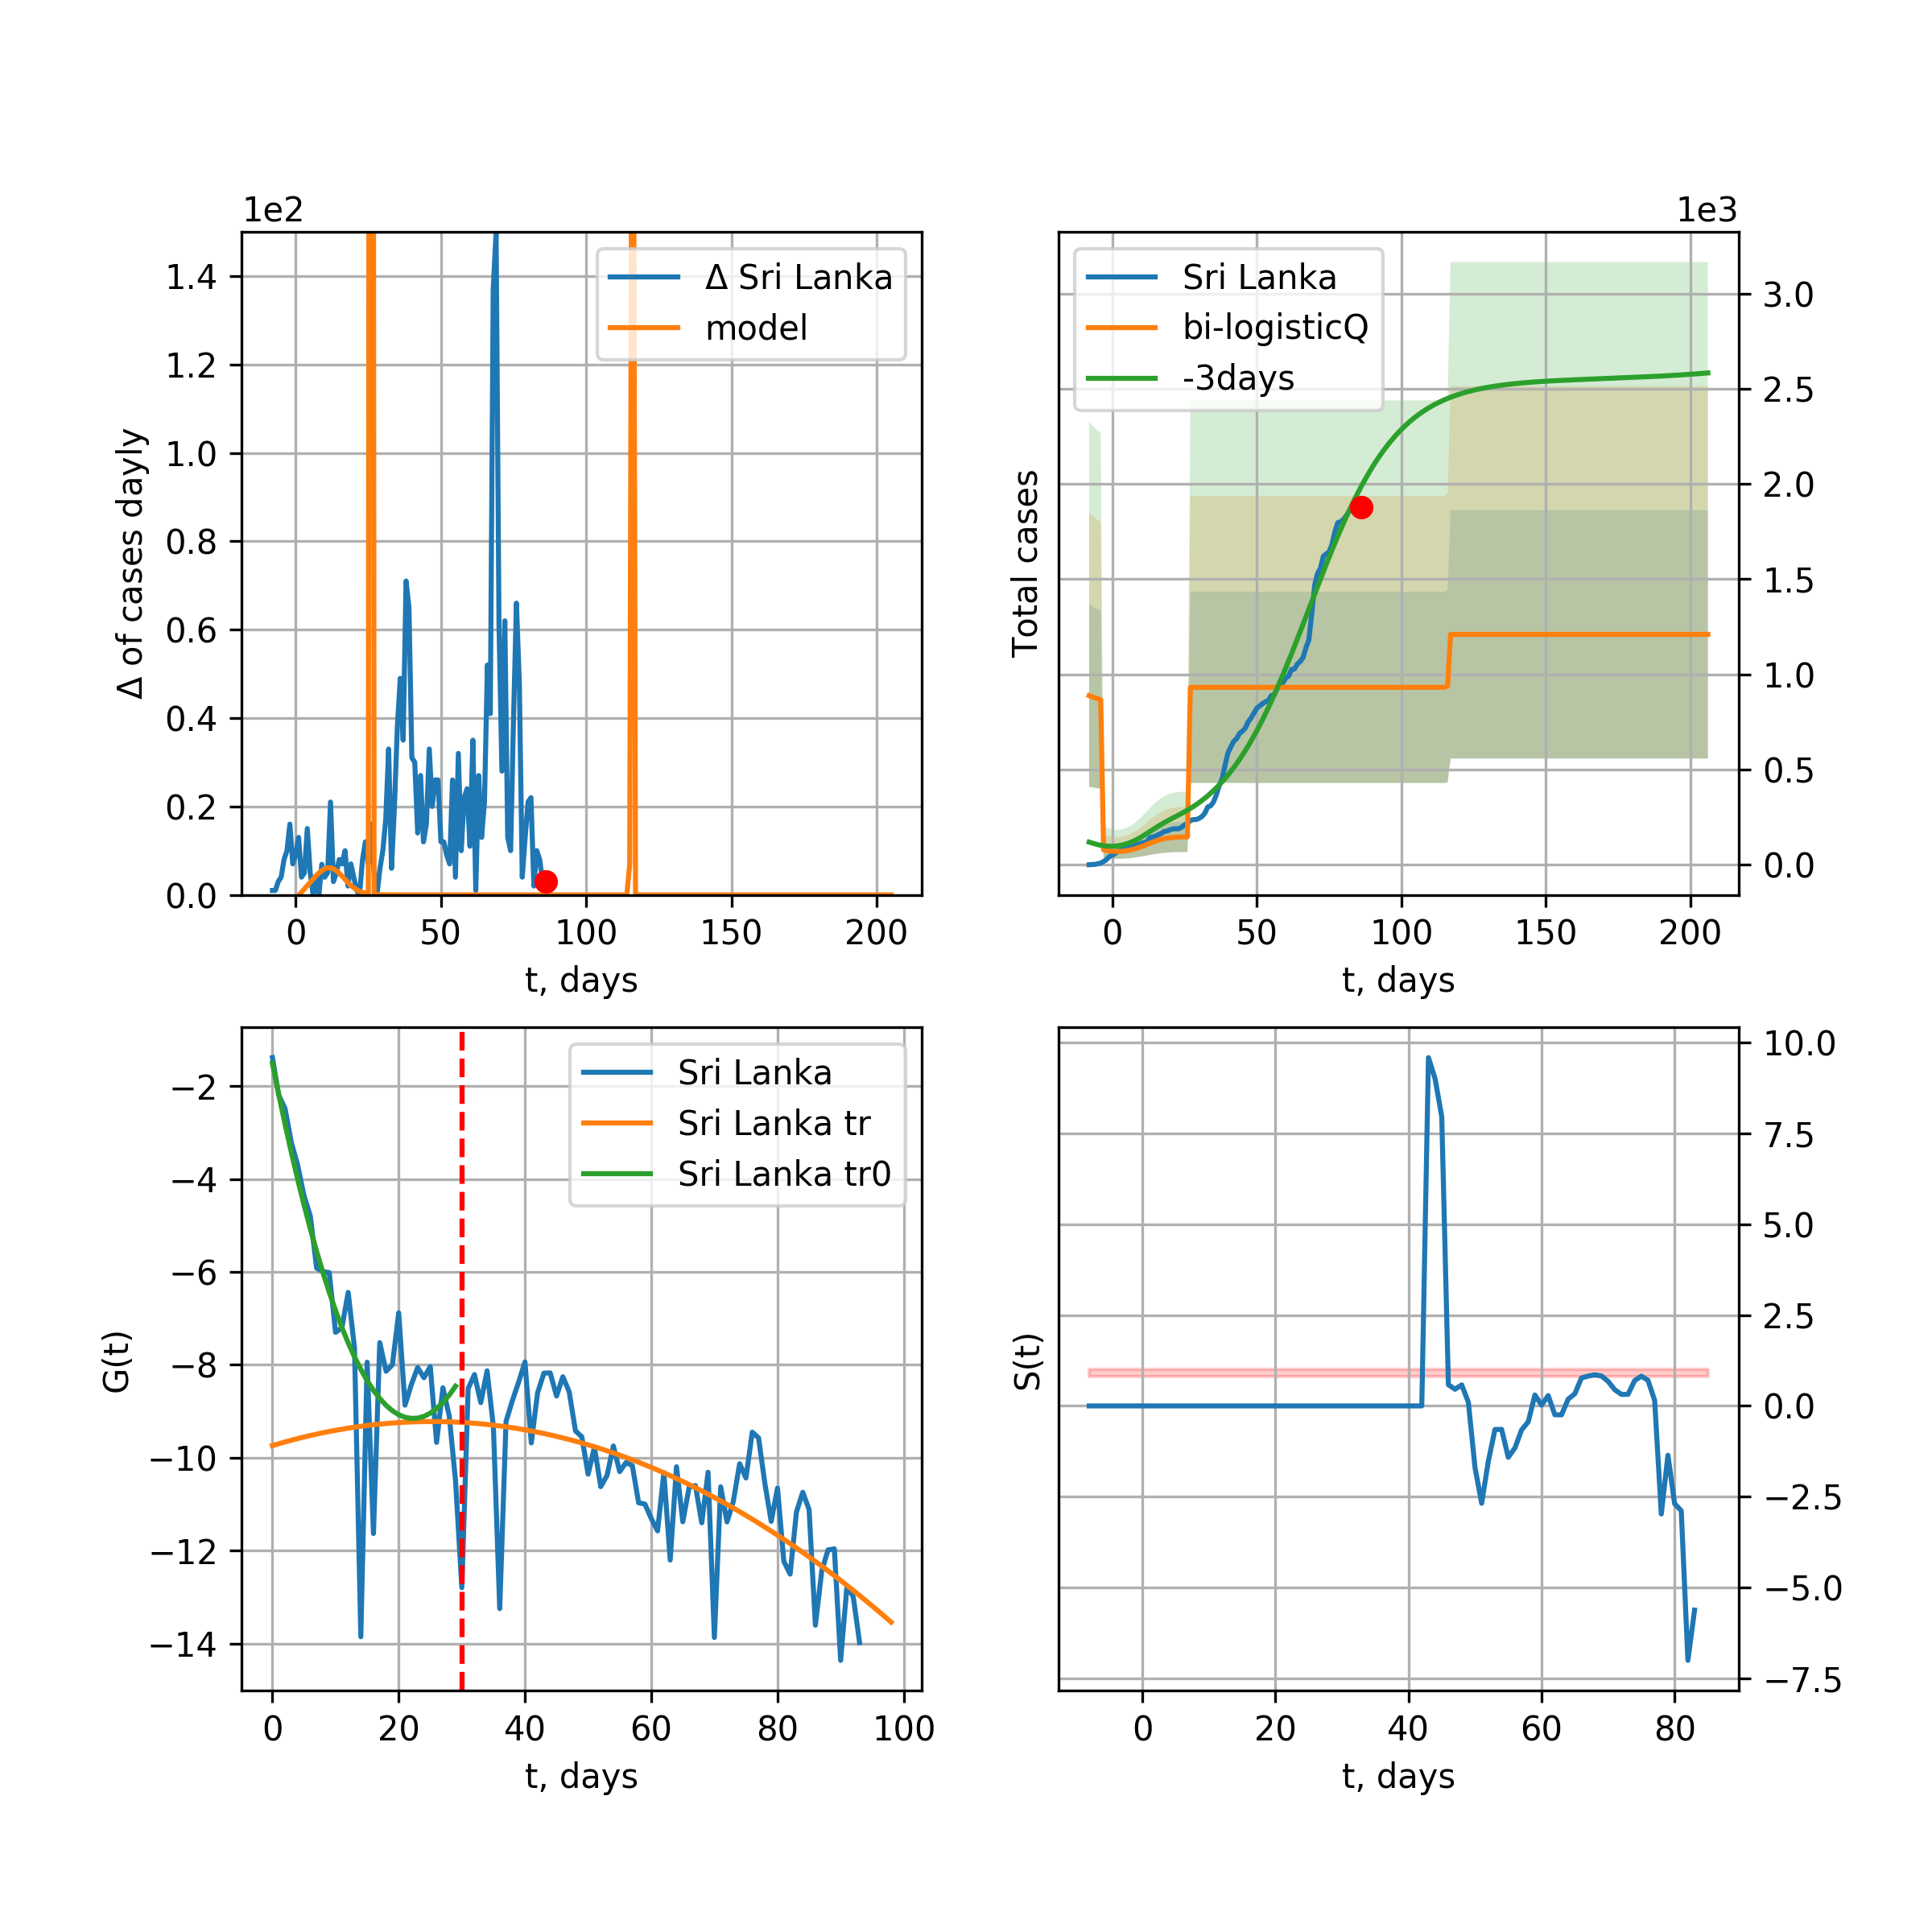 1e2
Δ Sri Lanka
model
1.4
1.2
1.0
0.8
0.6
0.4
0.2
0.0
Δ of cases dayly
0 50 100 150 200
t, days
1e3
Sri Lanka
bi-logisticQ
-3days
3.0
2.5
2.0
1.5
1.0
0.5
0.0
Total cases
0 50 100 150 200
t, days
Sri Lanka
Sri Lanka tr
Sri Lanka tr0
−2
−4
−6
−8
−10
−12
−14
G(t)
0 20 40 60 80 100
t, days
10.0
7.5
5.0
2.5
0.0
−2.5
−5.0
−7.5
S(t)
0 20 40 60 80
t, days